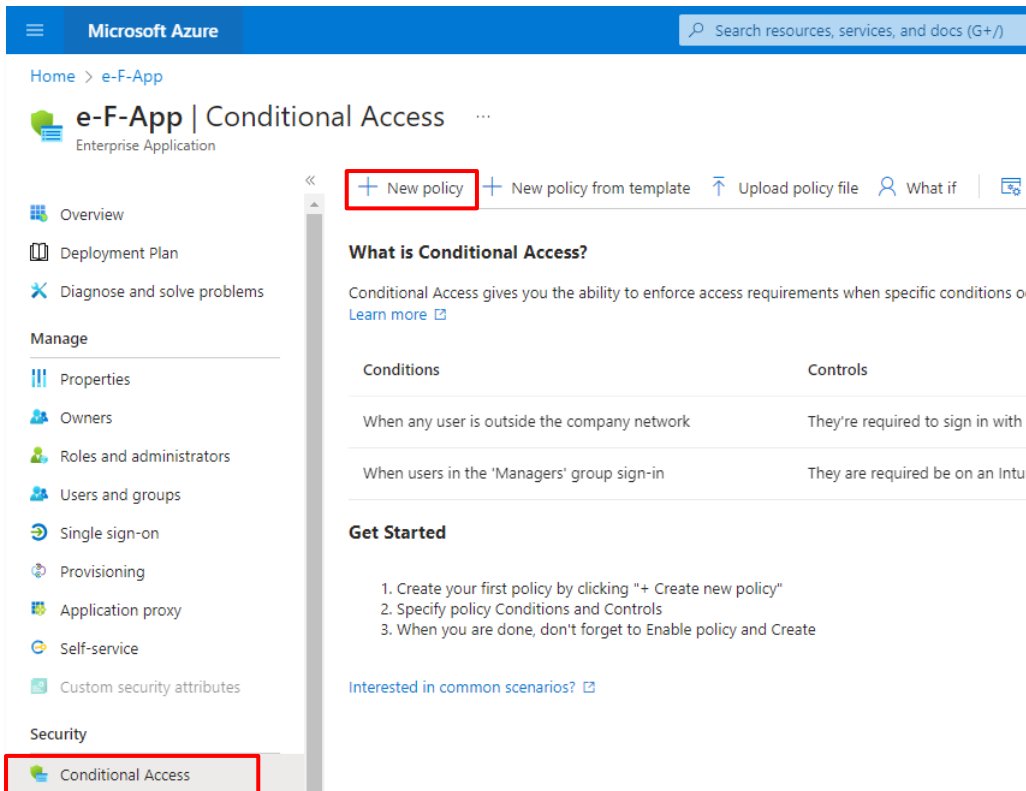 Microsoft Azure
Search resources, services, and docs (G+/)
Home > e-F-App
e-F-App | Conditional Access ...
Enterprise Application
«
Overview
Deployment Plan
Diagnose and solve problems
Manage
Properties
Owners
Roles and administrators
Users and groups
Single sign-on
Provisioning
Application proxy
Self-service
Custom security attributes
Security
Conditional Access
+ New policy + New policy from template Upload policy file What if
What is Conditional Access?
Conditional Access gives you the ability to enforce access requirements when specific conditions
Learn more
Conditions Controls
When any user is outside the company network They're required to sign in with
When users in the 'Managers' group sign-in They are required be on an Intu
Get Started
1. Create your first policy by clicking "+ Create new policy"
2. Specify policy Conditions and Controls
3. When you are done, don't forget to Enable policy and Create
Interested in common scenarios?